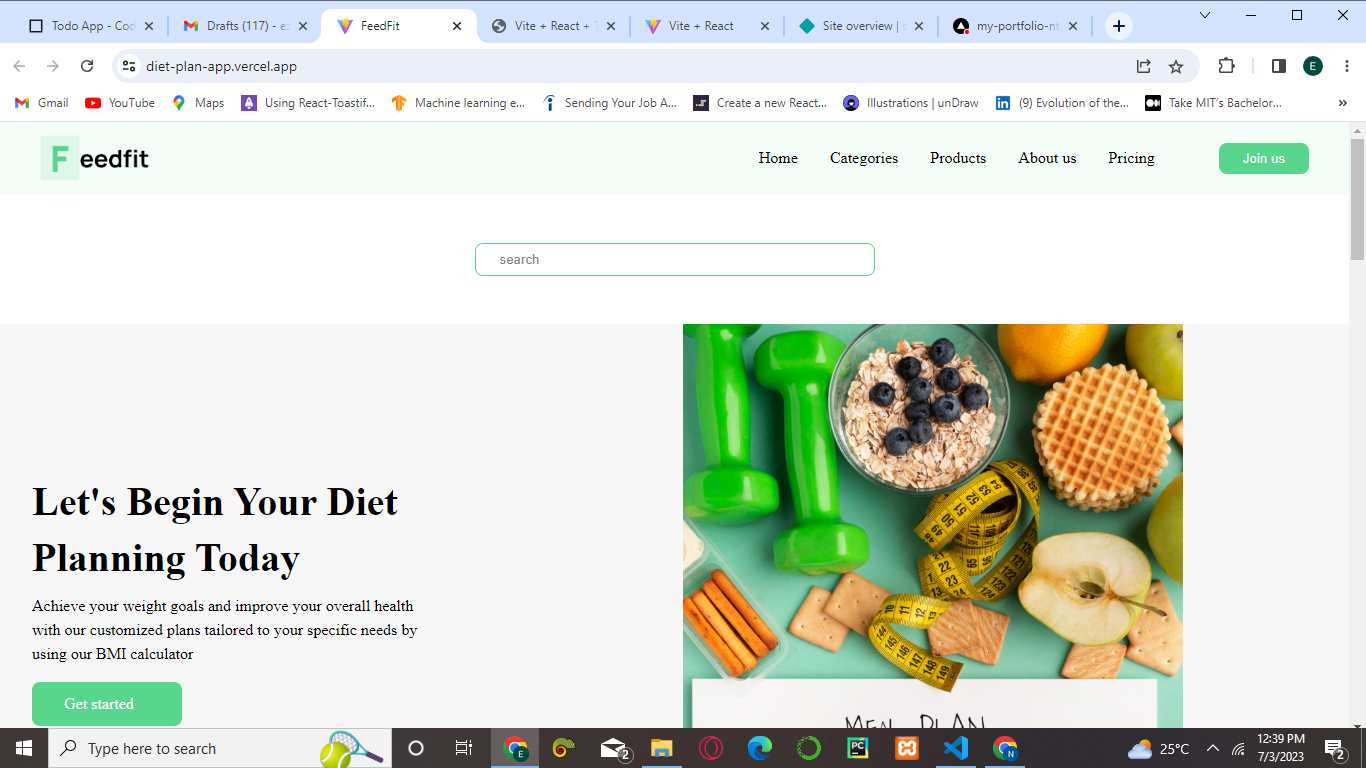 Todo App - Cod
Drafts (117) - e
FeedFit
Vite + React + T
Vite + React
Site overview | s
my-portfolio-nt
diet-plan-app.vercel.app
E
Gmail
YouTube
Maps
Using React-Toastif...
Machine learning e...
Sending Your Job A...
Create a new React...
Illustrations | unDraw
(9) Evolution of the...
Take MIT's Bachelor...
Feedfit
Home
Categories
Products
About us
Pricing
Join us
search
Let's Begin Your Diet
Planning Today
Achieve your weight goals and improve your overall health
with our customized plans tailored to your specific needs by
using our BMI calculator
Get started
MEAL PLAN
Type here to search
25°C
12:39 PM
7/3/2023
2